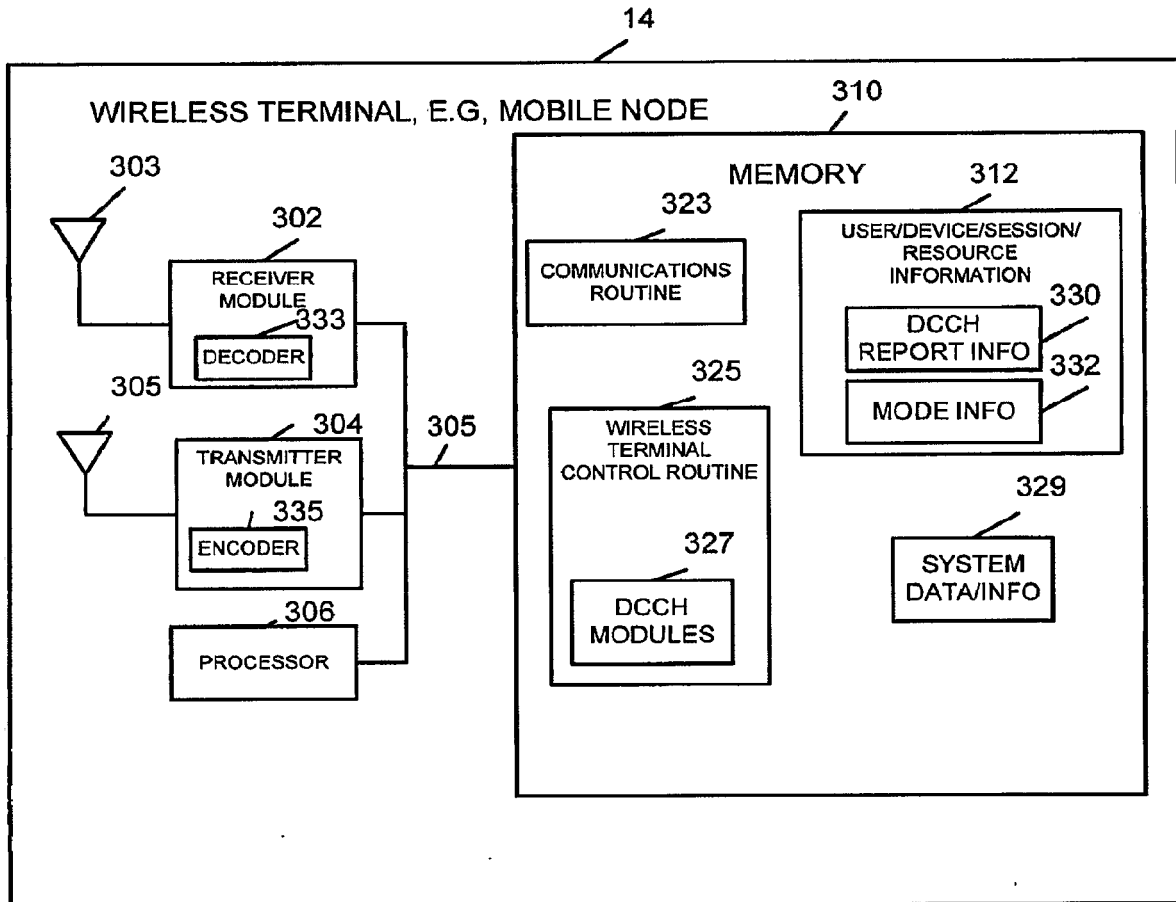 14
WIRELESS TERMINAL, E.G, MOBILE NODE
310
MEMORY
303
302
RECEIVER
MODULE
333
DECODER
305
304
TRANSMITTER
MODULE
335
ENCODER
306
PROCESSOR
305
323
COMMUNICATIONS
ROUTINE
325
WIRELESS
TERMINAL
CONTROL ROUTINE
327
DCCH
MODULES
312
USER/DEVICE/SESSION/
RESOURCE
INFORMATION
330
DCCH
REPORT INFO
332
MODE INFO
329
SYSTEM
DATA/INFO